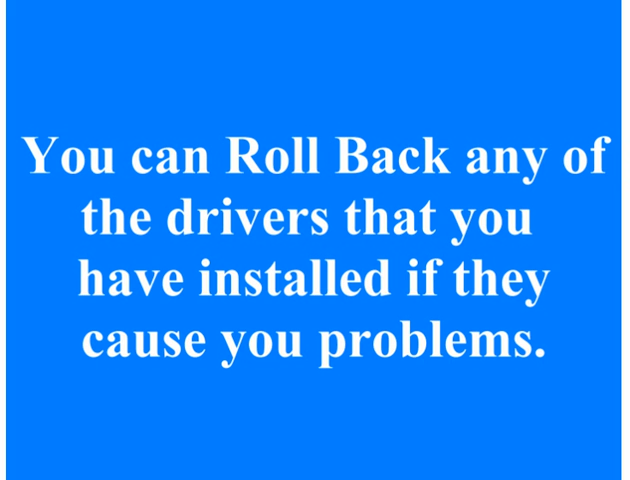 You can Roll Back any of
the drivers that you
have installed if they
cause you problems.